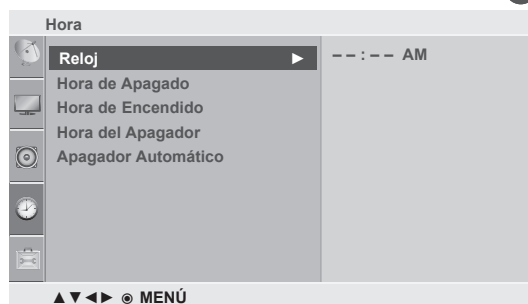 Hora
Reloj ► – – : – – AM
Hora de Apagado
Hora de Encendido
Hora del Apagador
Apagador Automático
▲▼◄► ◉ MENÚ